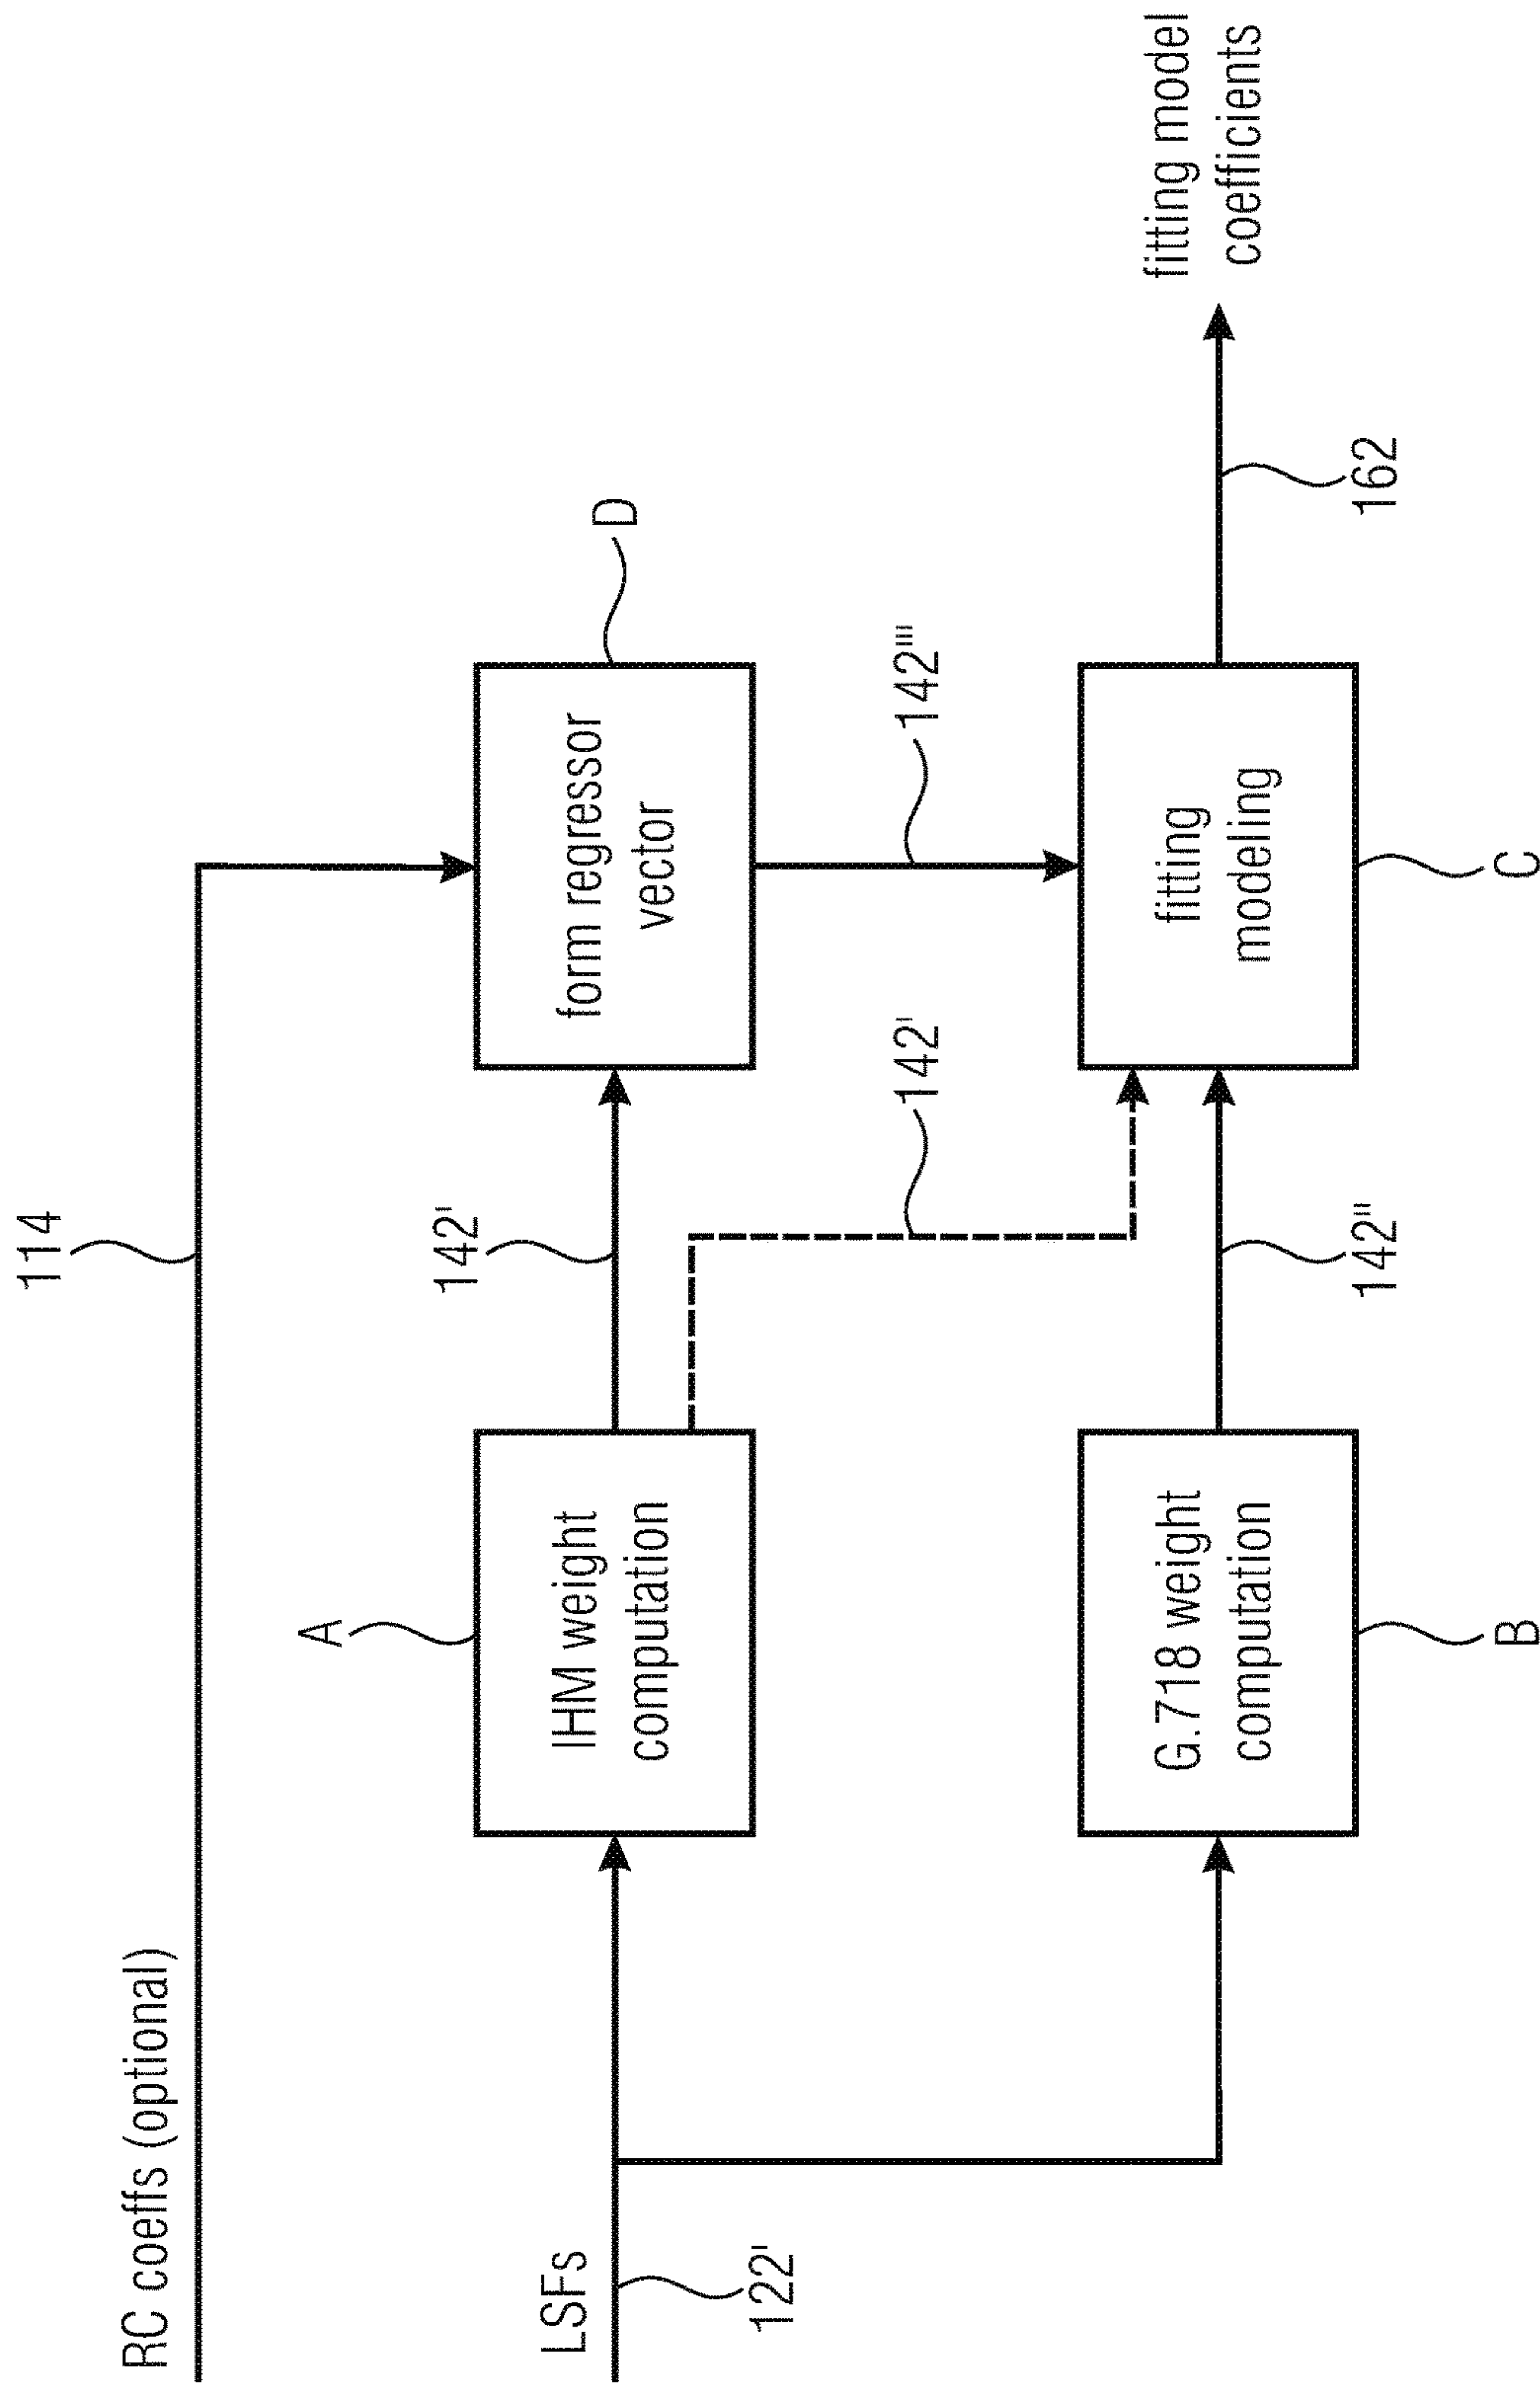 RC coeffs (optional)
114
A
D
LSFs
122'
IHM weight
computation
142'
form regressor
vector
142'
142'''
G.718 weight
computation
142''
fitting
modeling
162
fitting model
coefficients
B
C